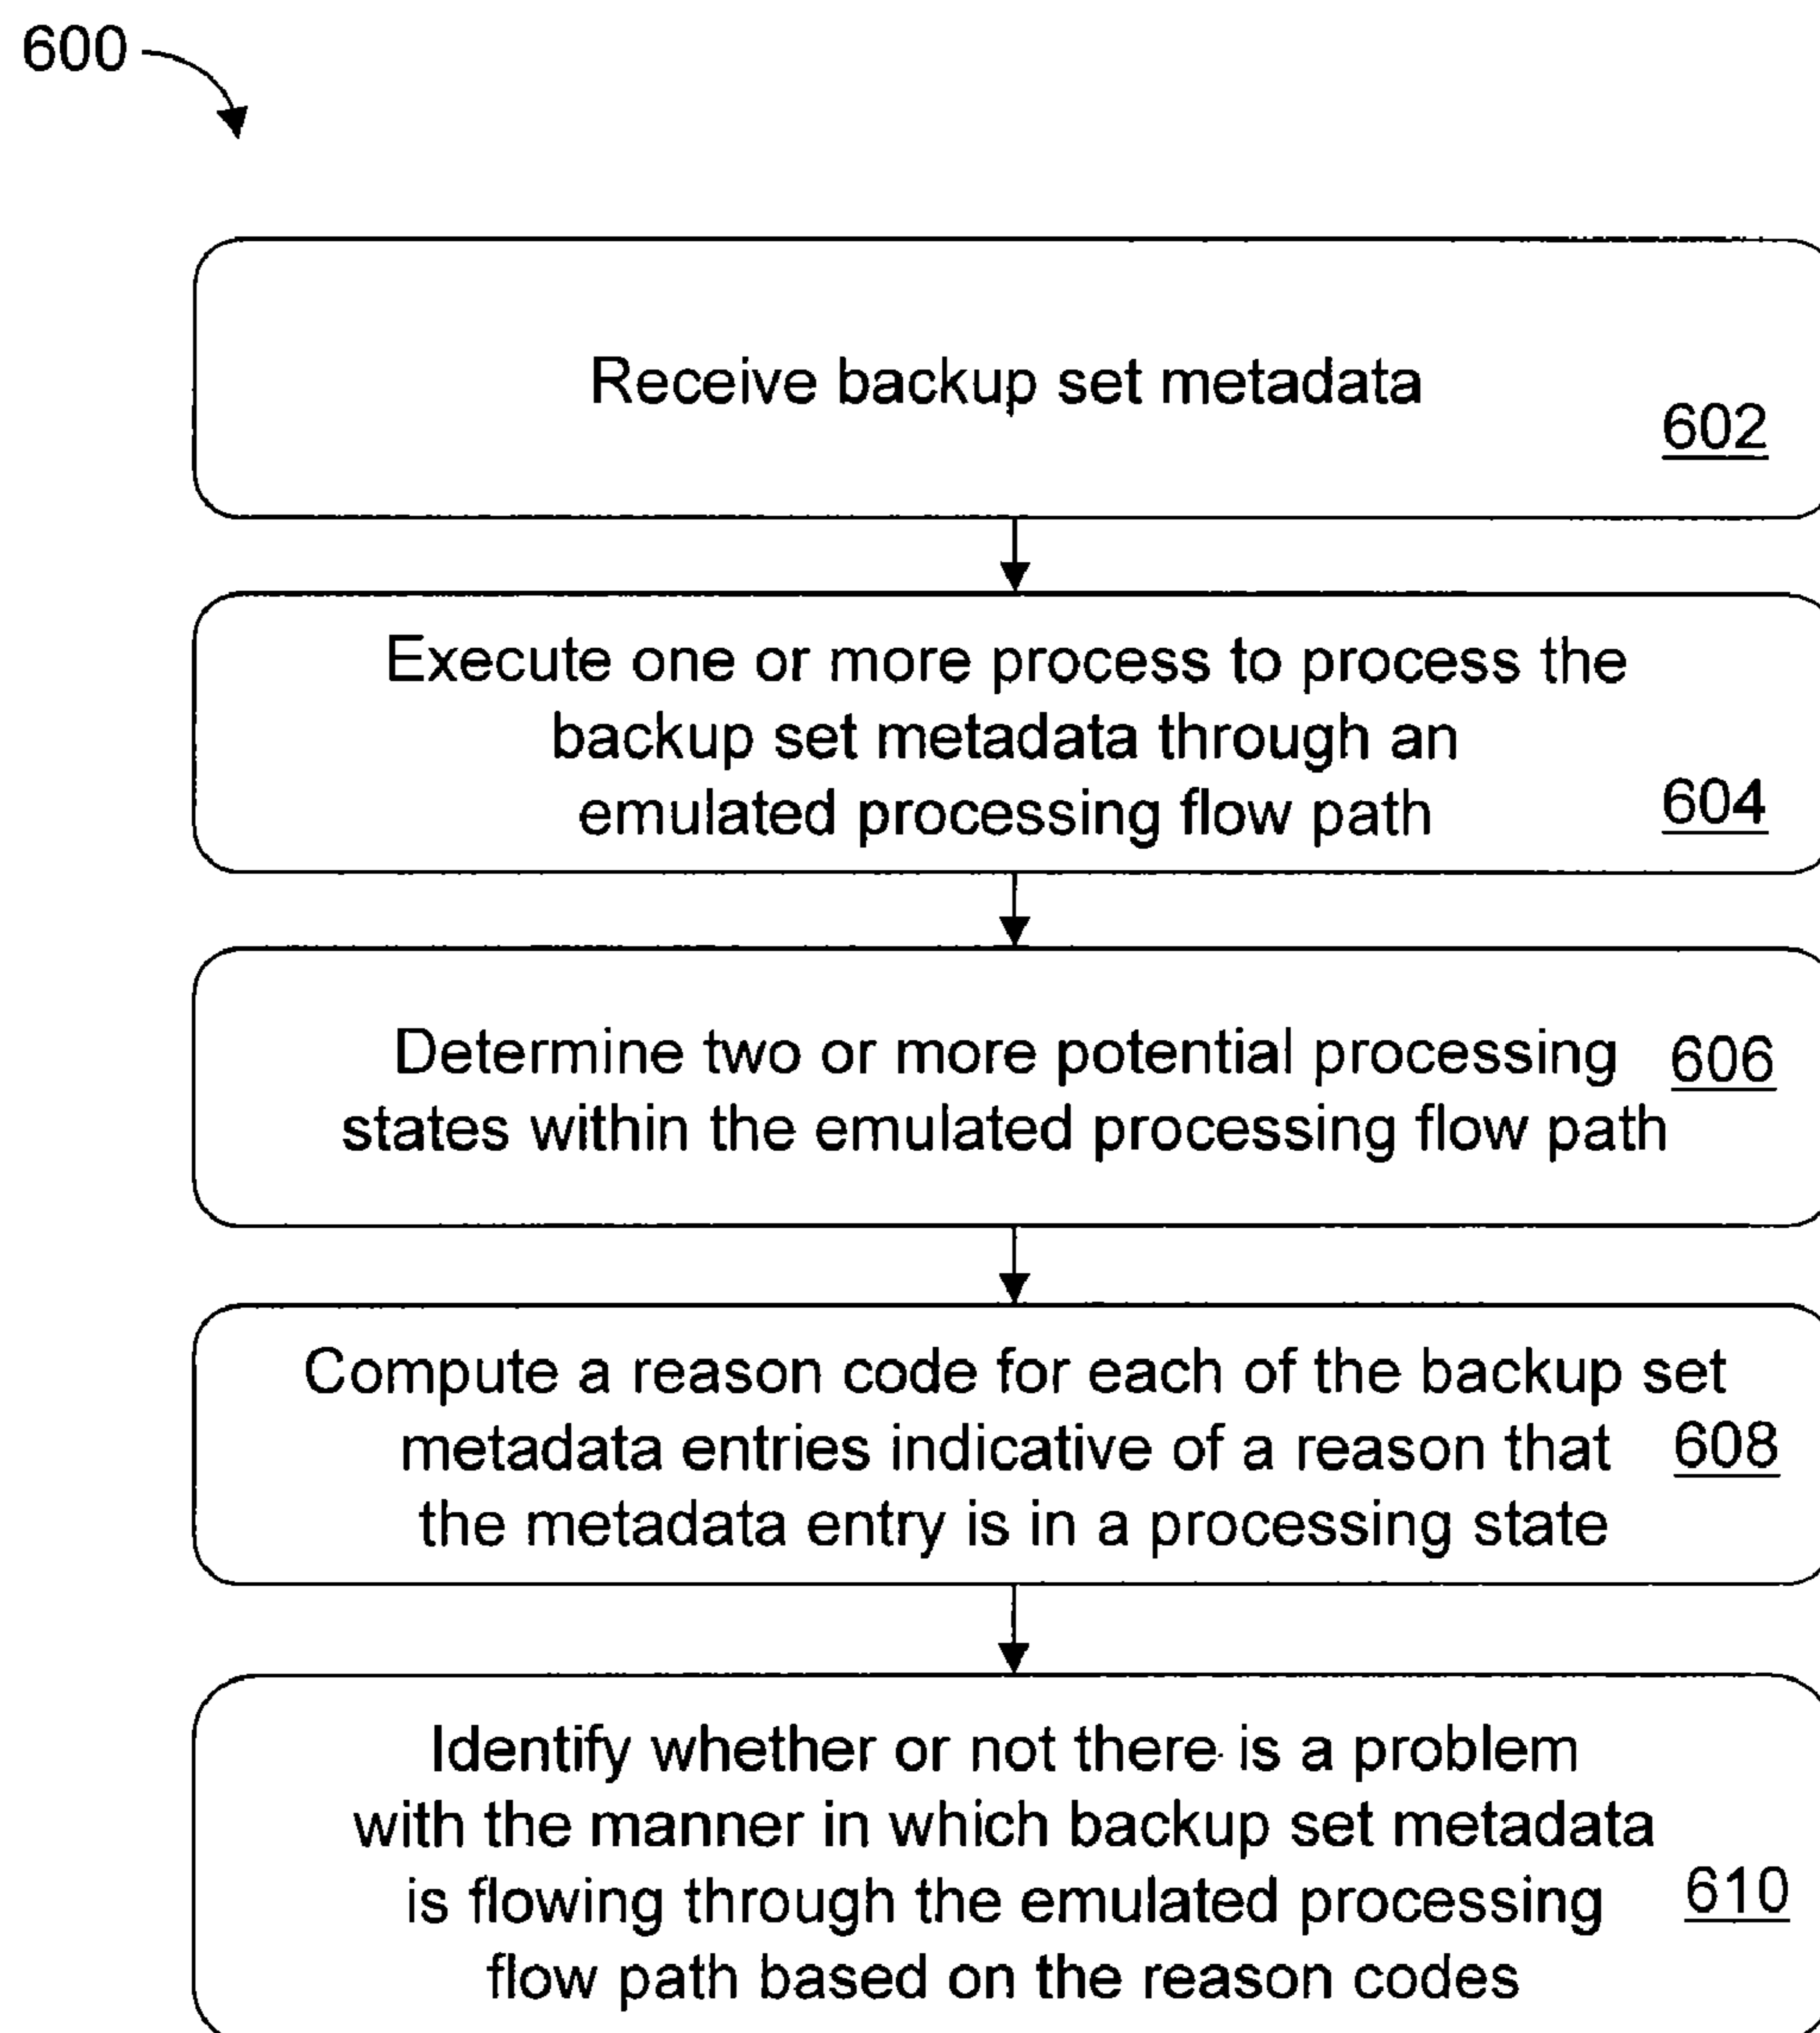 600
Receive backup set metadata
602
Execute one or more process to process the
backup set metadata through an
emulated processing flow path
604
Determine two or more potential processing
606
states within the emulated processing flow path
Compute a reason code for each of the backup set
metadata entries indicative of a reason that
608
the metadata entry is in a processing state
Identify whether or not there is a problem
with the manner in which backup set metadata
is flowing through the emulated processing
610
flow path based on the reason codes